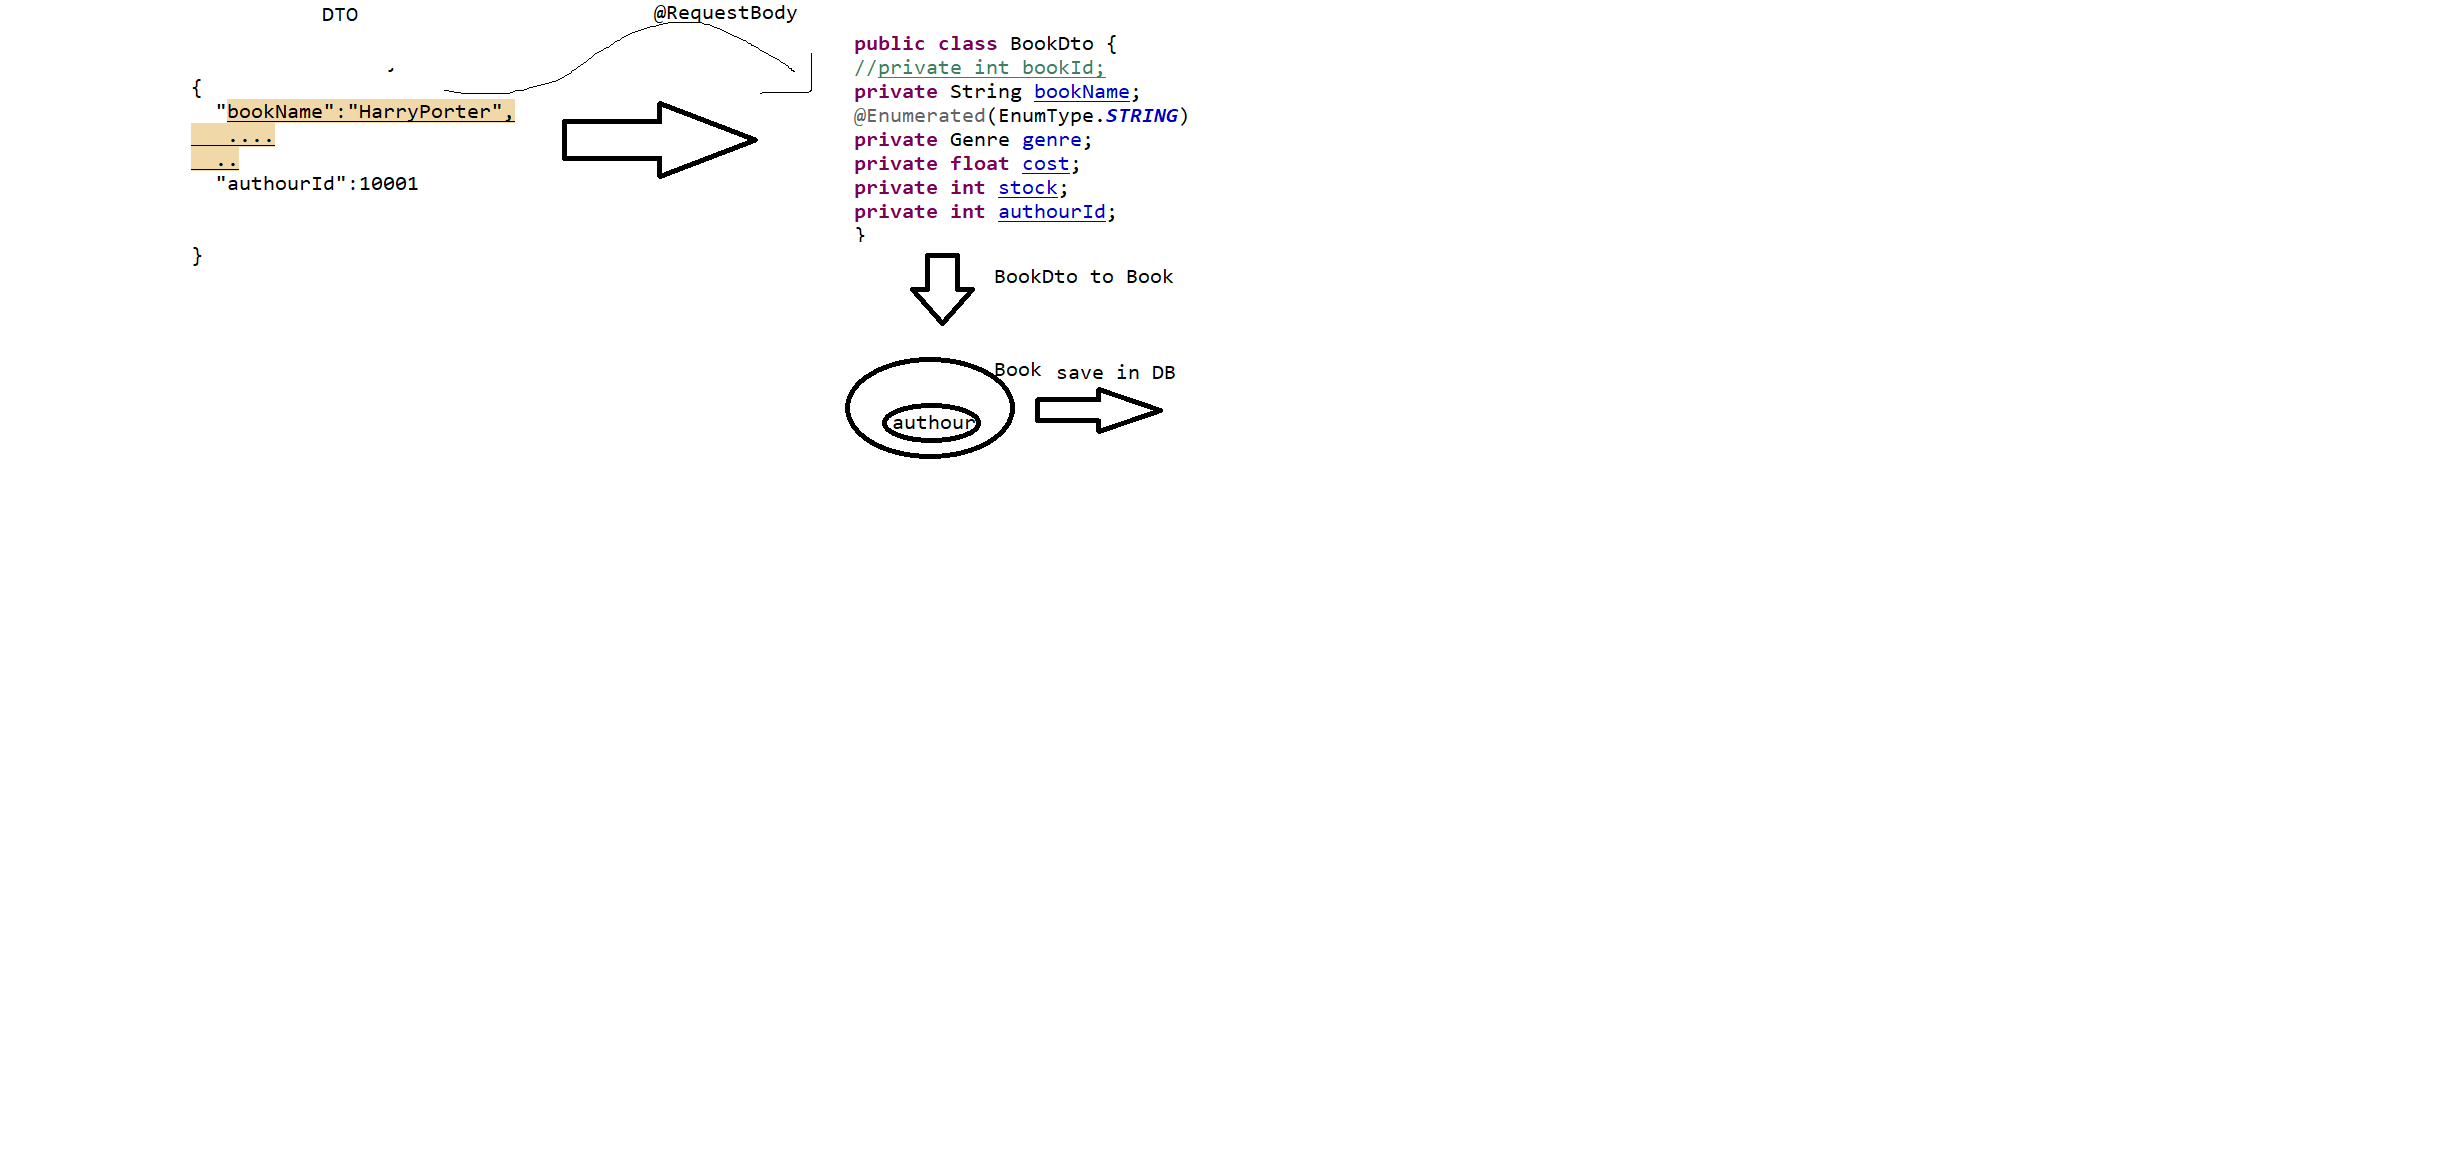 DTO
@RequestBody
{
"bookName":"HarryPorter",
....
..
"authourId":10001
}
public class BookDto {
//private int bookId;
private String bookName;
@Enumerated(EnumType.STRING)
private Genre genre;
private float cost;
private int stock;
private int authourId;
}
BookDto to Book
Book save in DB
authour